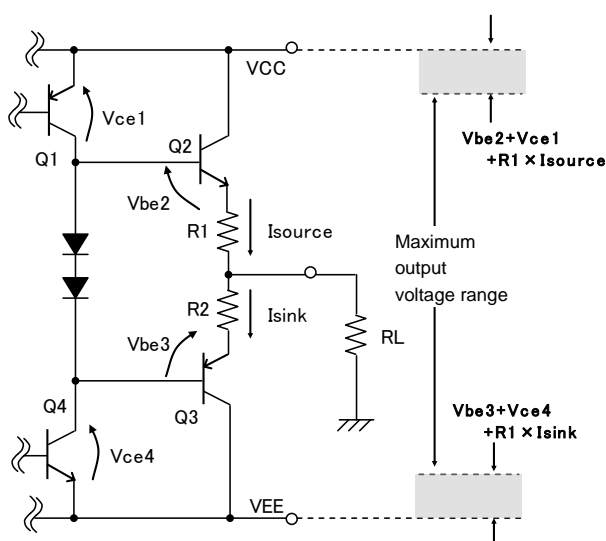 VCC
Vce1
Q1
Q2
Vbe2
R1
Isource
R2
Isink
Vbe3
Q3
Q4
Vce4
VEE
RL
Maximum
output
voltage range
Vbe2+Vce1
+R1×Isource
Vbe3+Vce4
+R1×Isink